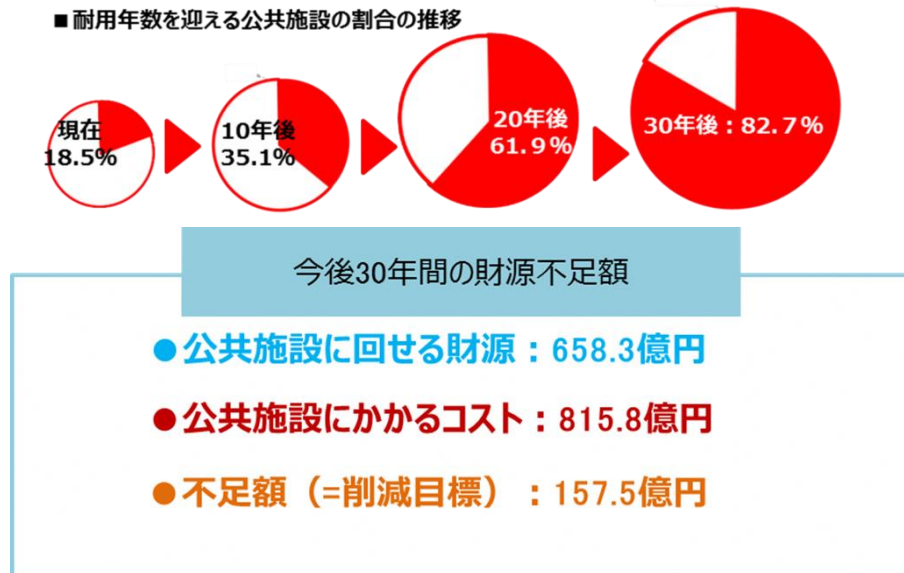 ■耐用年数を迎える公共施設の割合の推移
現在
18.5%
10年後
35.1%
20年後
61.9%
30年後：82.7%
今後30年間の財源不足額
●公共施設に回せる財源：658.3億円
●公共施設にかかるコスト：815.8億円
●不足額（=削減目標）：157.5億円